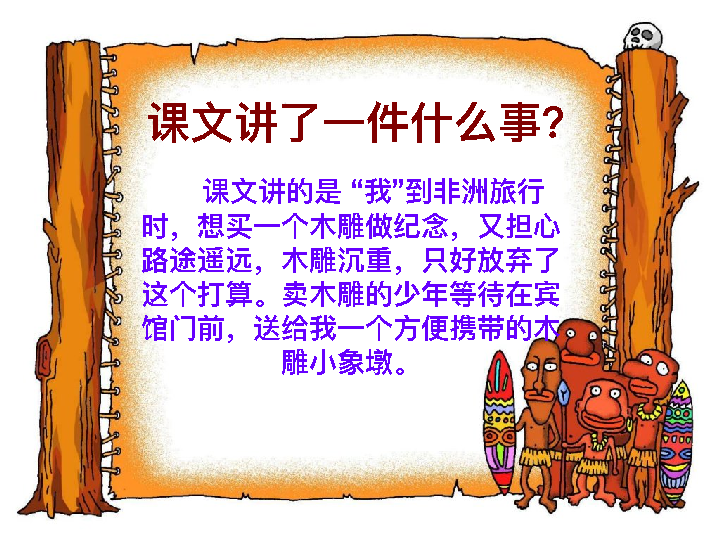 课文讲了一件什么事？
课文讲的是 “我”到非洲旅行
时，想买一个木雕做纪念，又担心
路途遥远，木雕沉重，只好放弃了
这个打算。卖木雕的少年等待在宾
馆门前，送给我一个方便携带的木
雕小象墩。